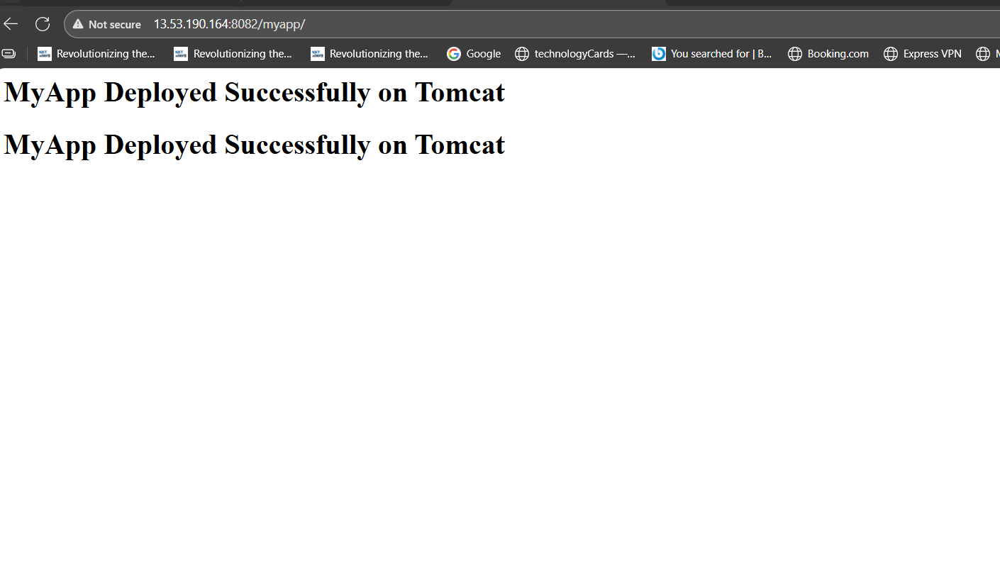 Not secure 13.53.190.164:8082/myapp/
Revolutionizing the... Revolutionizing the... Revolutionizing the... Google technologyCards —... You searched for | B... Booking.com Express VPN
MyApp Deployed Successfully on Tomcat
MyApp Deployed Successfully on Tomcat